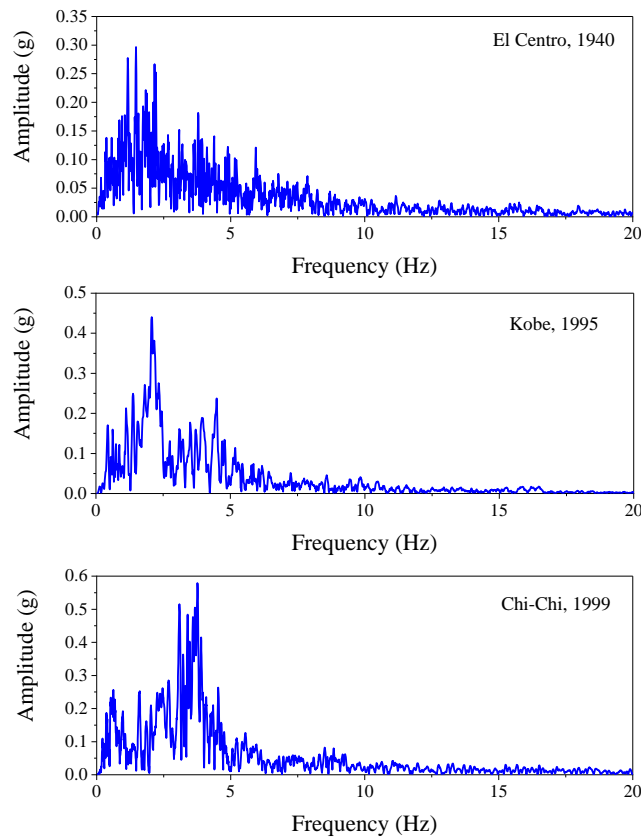 0.35
0.30
0.25
0.20
0.15
0.10
0.05
0.00
Amplitude (g)
El Centro, 1940
0 5 10 15 20
Frequency (Hz)
0.5
0.4
0.3
0.2
0.1
0.0
Amplitude (g)
Kobe, 1995
0 5 10 15 20
Frequency (Hz)
0.6
0.5
0.4
0.3
0.2
0.1
0.0
Amplitude (g)
Chi-Chi, 1999
0 5 10 15 20
Frequency (Hz)